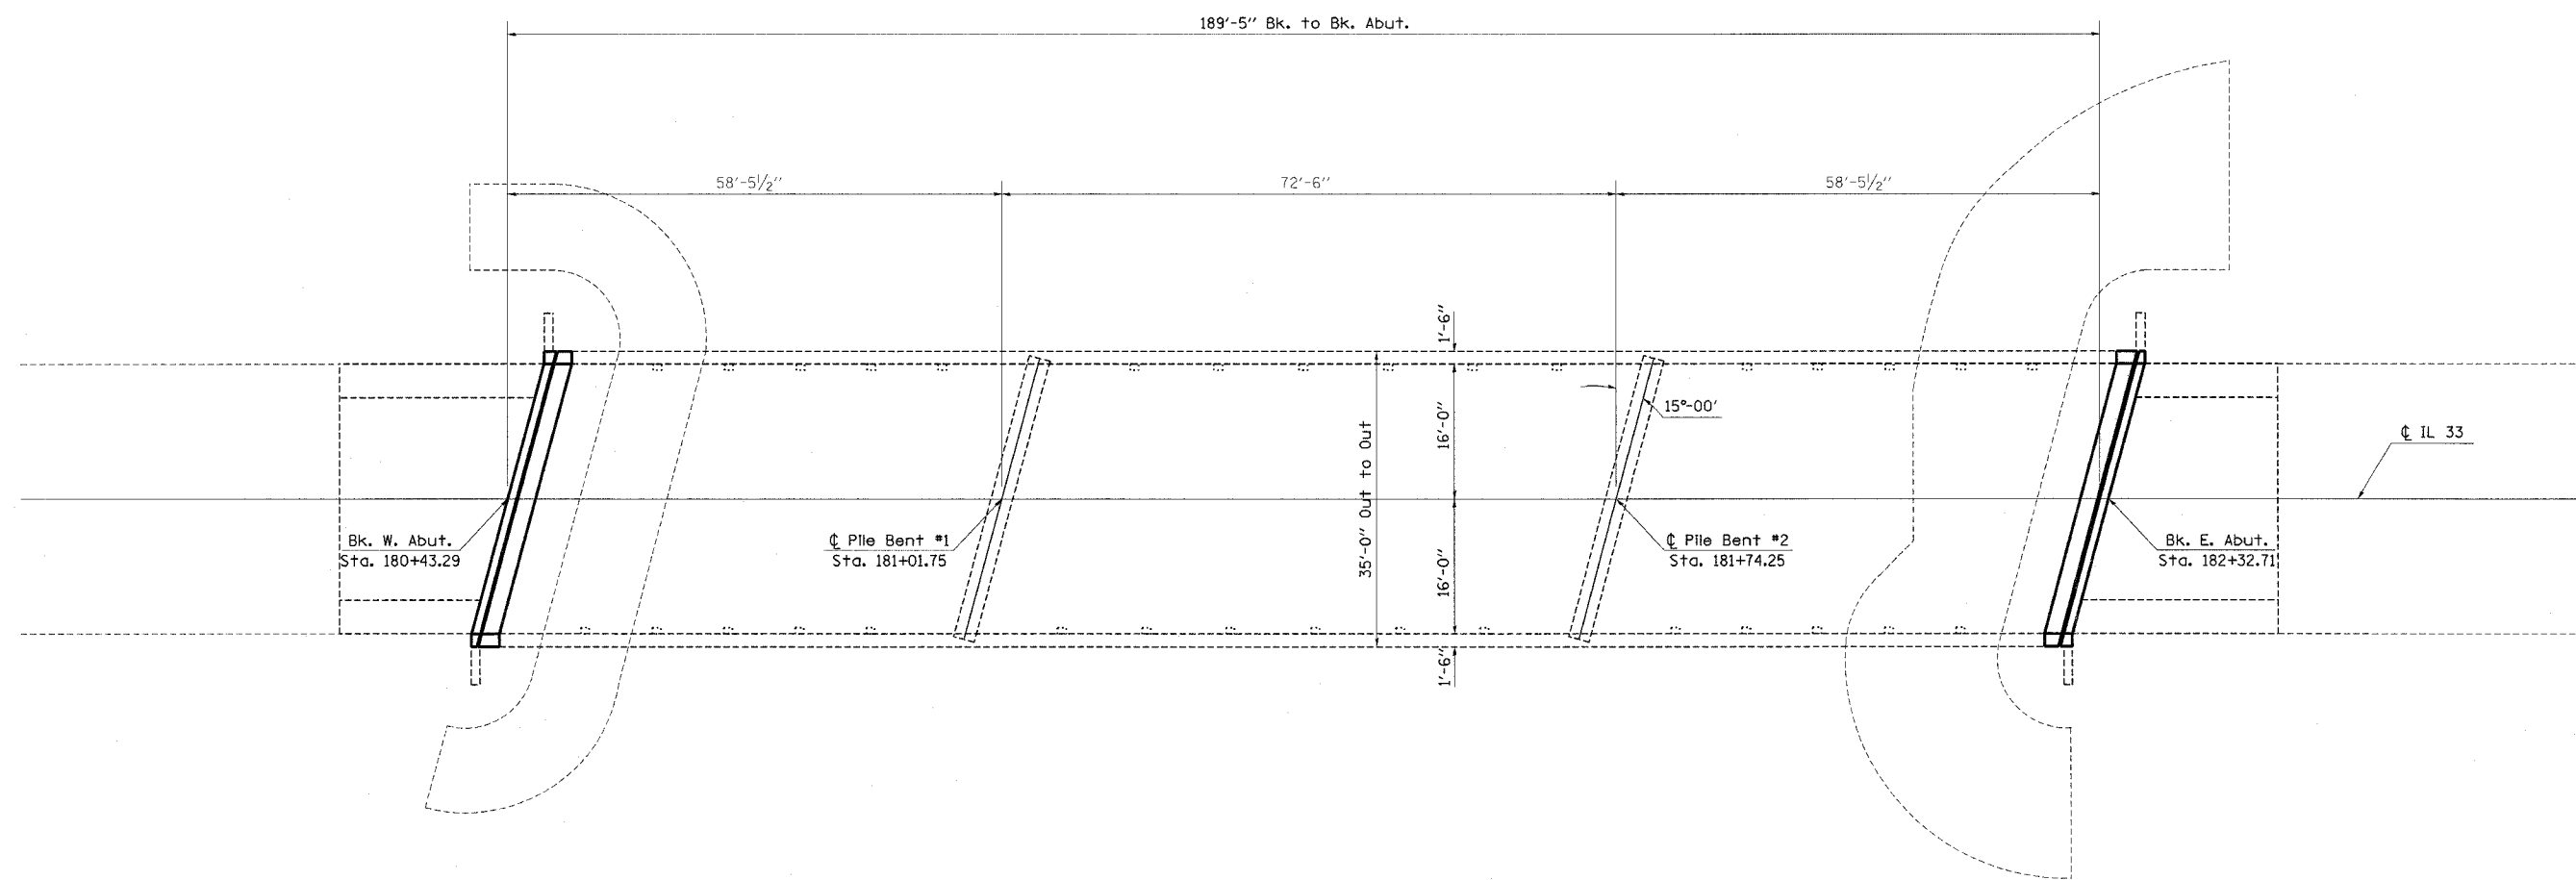 189'-5" Bk. to Bk. Abut.
58'-5½"
72'-6"
58'-5½"
1'-6"
16'-0"
15°-00'
35'-0" Out to Out
℄ IL 33
Bk. W. Abut.
Sta. 180+43.29
℄ Pile Bent #1
Sta. 181+01.75
16'-0"
℄ Pile Bent #2
Sta. 181+74.25
Bk. E. Abut.
Sta. 182+32.71
1'-6"